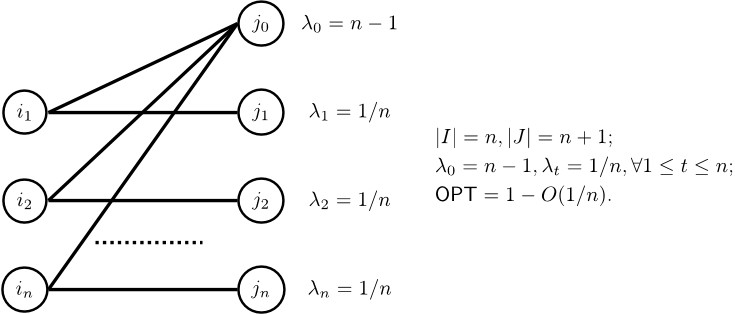 j₀ λ₀ = n − 1
i₁ j₁ λ₁ = 1/n
|I| = n, |J| = n + 1;
λ₀ = n − 1, λₜ = 1/n, ∀1 ≤ t ≤ n;
OPT = 1 − O(1/n).
i₂ j₂ λ₂ = 1/n
iₙ jₙ λₙ = 1/n